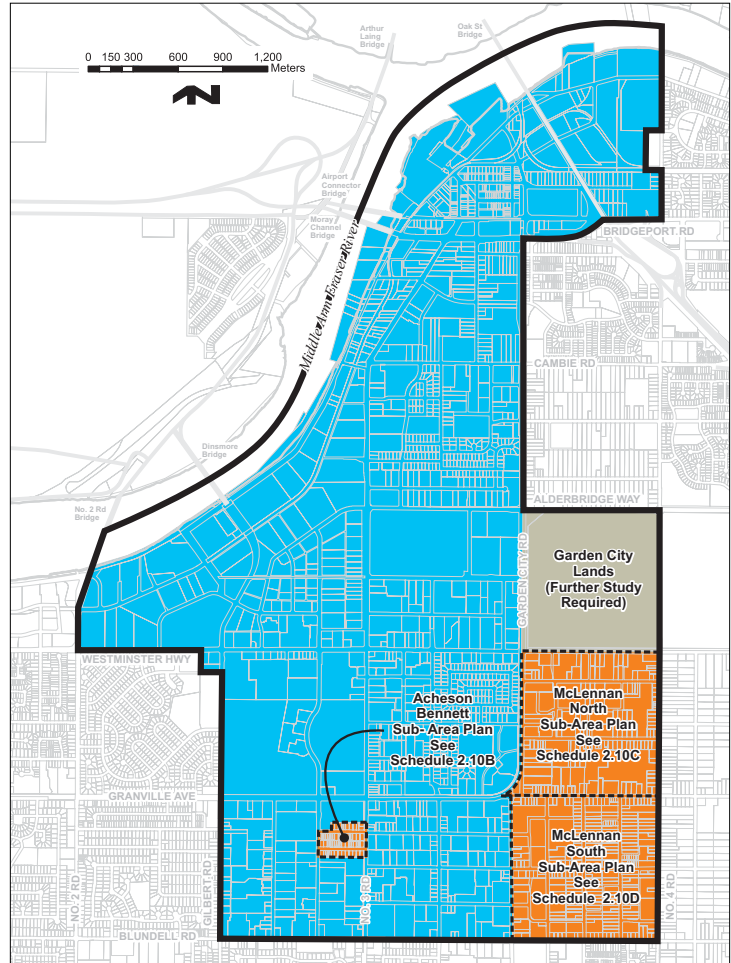 Arthur
Laing
Bridge
Oak St
Bridge
0 150 300 600 900 1,200
Meters
N
Airport
Connector
Bridge
Moray
Channel
Bridge
Middle Arm Fraser River
BRIDGEPORT RD
CAMBIE RD
Dinsmore
Bridge
No. 2 Rd
Bridge
ALDERBRIDGE WAY
GARDEN CITY RD
Garden City
Lands
(Further Study
Required)
WESTMINSTER HWY
Acheson
Bennett
Sub- Area Plan
See
Schedule 2.10B
McLennan
North
Sub-Area Plan
See
Schedule 2.10C
GRANVILLE AVE
McLennan
South
Sub-Area Plan
See
Schedule 2.10D
NO. 2 RD
GILBERT RD
NO. 3 RD
NO. 4 RD
BLUNDELL RD